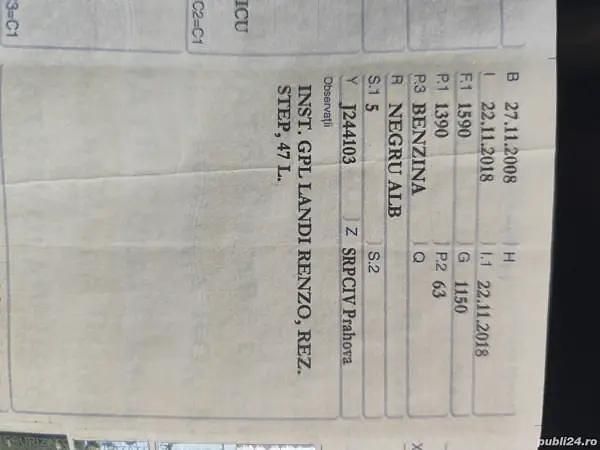 B 27.11.2008 H
I 22.11.2018 I.1 22.11.2018
F.1 1590 G 1150
P.1 1390 P.2 63
P.3 BENZINA Q
R NEGRU ALB
S.1 5 S.2
Y J244103 Z SRPCIV Prahova
Observaţii
INST. GPL LANDI RENZO, REZ.
STEP, 47 L.
ICU
C2=C1
3=C1
X
publi24.ro